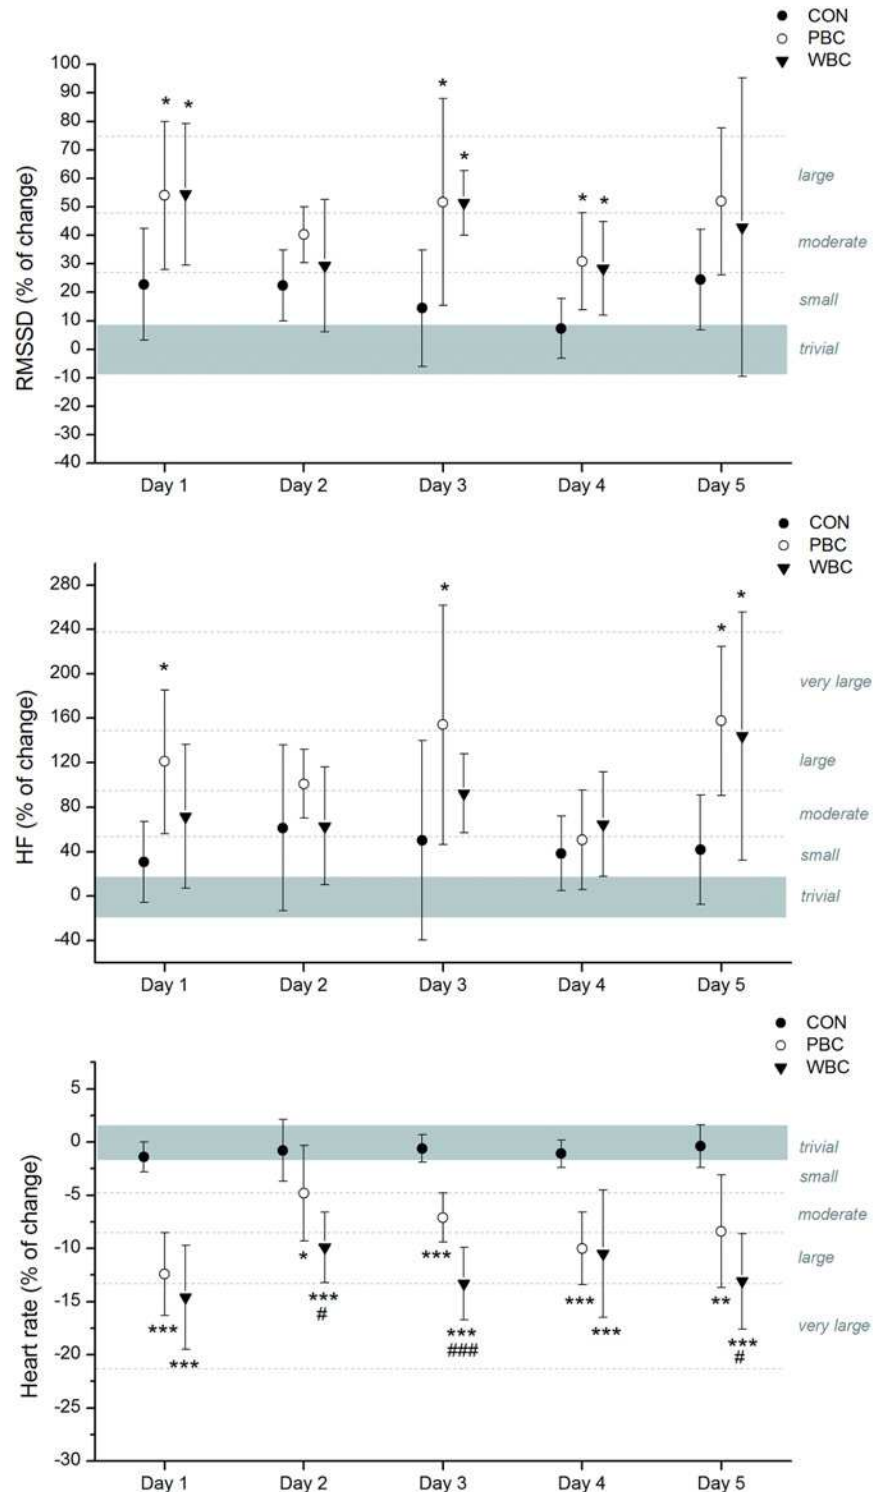 CON
PBC
WBC
100
90
80
70
60
50
40
30
20
10
0
-10
-20
-30
-40
RMSSD (% of change)
* *
*
*
* *
large
moderate
small
trivial
Day 1 Day 2 Day 3 Day 4 Day 5
CON
PBC
WBC
280
240
200
160
120
80
40
0
-40
HF (% of change)
*
*
*
*
very large
large
moderate
small
trivial
Day 1 Day 2 Day 3 Day 4 Day 5
CON
PBC
WBC
5
0
-5
-10
-15
-20
-25
-30
Heart rate (% of change)
trivial
small
moderate
large
very large
***
***
*
***
#
***
***
###
***
***
**
***
#
Day 1 Day 2 Day 3 Day 4 Day 5